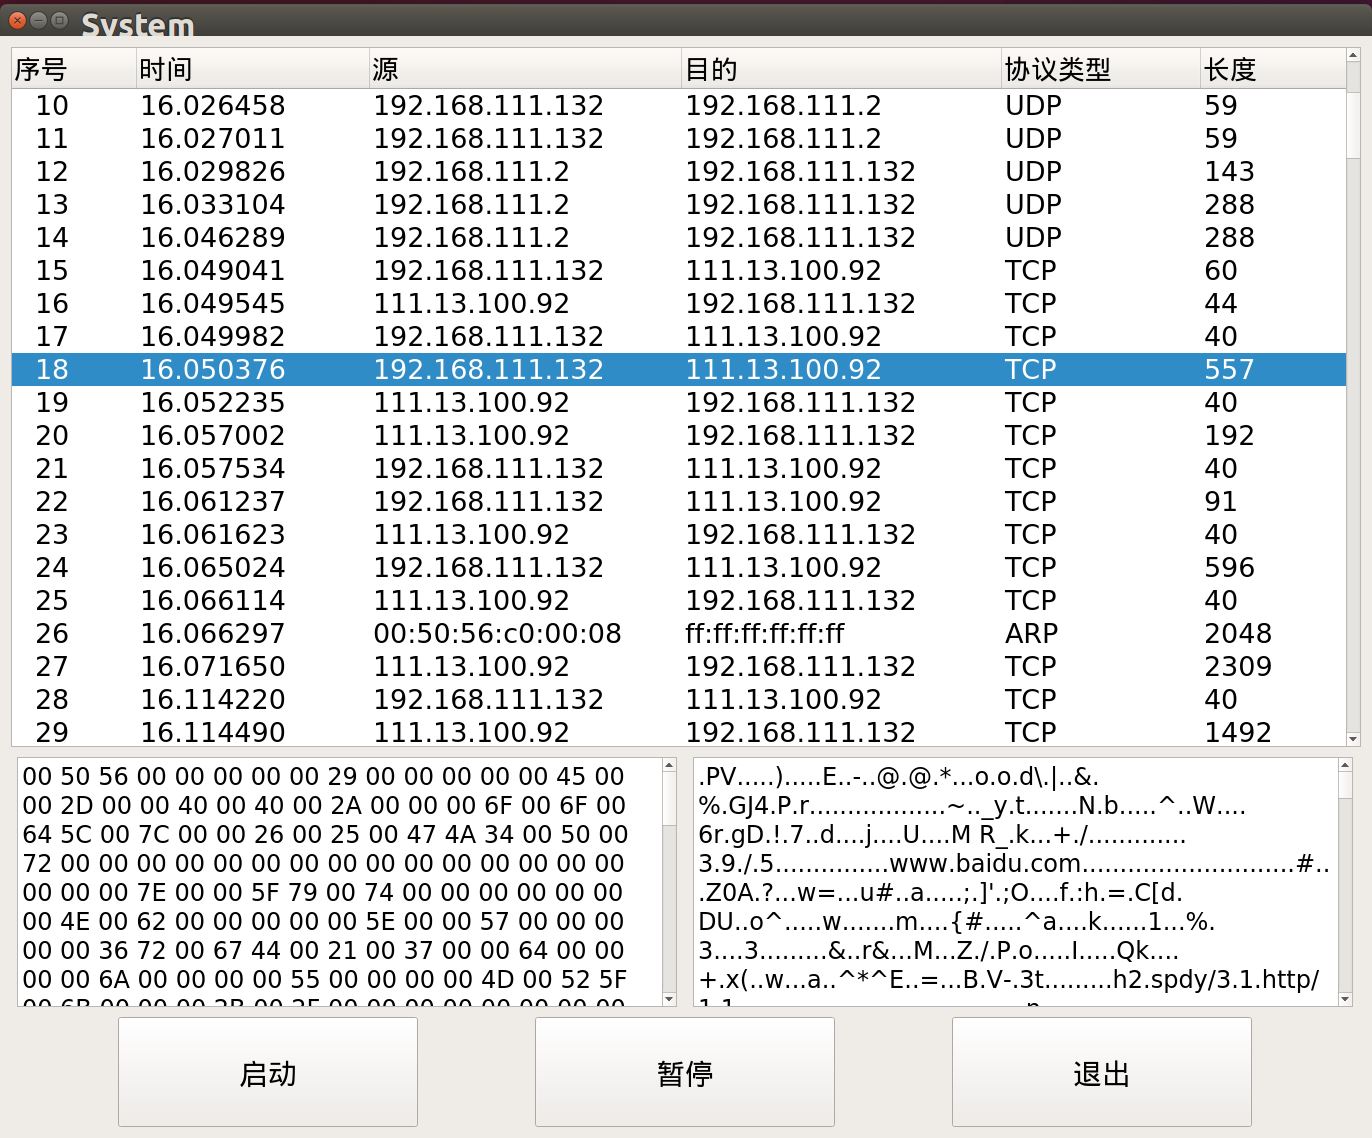 System
序号 时间 源 目的 协议类型 长度
10 16.026458 192.168.111.132 192.168.111.2 UDP 59
11 16.027011 192.168.111.132 192.168.111.2 UDP 59
12 16.029826 192.168.111.2 192.168.111.132 UDP 143
13 16.033104 192.168.111.2 192.168.111.132 UDP 288
14 16.046289 192.168.111.2 192.168.111.132 UDP 288
15 16.049041 192.168.111.132 111.13.100.92 TCP 60
16 16.049545 111.13.100.92 192.168.111.132 TCP 44
17 16.049982 192.168.111.132 111.13.100.92 TCP 40
18 16.050376 192.168.111.132 111.13.100.92 TCP 557
19 16.052235 111.13.100.92 192.168.111.132 TCP 40
20 16.057002 111.13.100.92 192.168.111.132 TCP 192
21 16.057534 192.168.111.132 111.13.100.92 TCP 40
22 16.061237 192.168.111.132 111.13.100.92 TCP 91
23 16.061623 111.13.100.92 192.168.111.132 TCP 40
24 16.065024 192.168.111.132 111.13.100.92 TCP 596
25 16.066114 111.13.100.92 192.168.111.132 TCP 40
26 16.066297 00:50:56:c0:00:08 ff:ff:ff:ff:ff:ff ARP 2048
27 16.071650 111.13.100.92 192.168.111.132 TCP 2309
28 16.114220 192.168.111.132 111.13.100.92 TCP 40
29 16.114490 111.13.100.92 192.168.111.132 TCP 1492
00 50 56 00 00 00 00 00 29 00 00 00 00 00 45 00
00 2D 00 00 40 00 40 00 2A 00 00 00 6F 00 6F 00
64 5C 00 7C 00 00 26 00 25 00 47 4A 34 00 50 00
72 00 00 00 00 00 00 00 00 00 00 00 00 00 00 00
00 00 00 7E 00 00 5F 79 00 74 00 00 00 00 00 00
00 4E 00 62 00 00 00 00 00 5E 00 00 57 00 00 00
00 00 36 72 00 67 44 00 21 00 37 00 00 64 00 00
00 00 6A 00 00 00 00 55 00 00 00 00 4D 00 52 5F
00 6B 00 00 00 2B 00 2F 00 00 00 00 00 00 00 00
.PV.....).....E..-..@.@.*...o.o.d\.|..&.
%.GJ4.P.r..................~.._y.t.......N.b.....^..W....
6r.gD.!.7..d....j....U....M R_.k...+./.............
3.9./.5...............www.baidu.com............................#..
.Z0A.?...w=...u#..a.....;.]'.;O....f.:h.=.C[d.
DU..o^.....w.......m....{#.....^a....k......1...%.
3....3.........&..r&...M...Z./.P.o.....I.....Qk....
+.x(..w...a..^*^E..=...B.V-.3t.........h2.spdy/3.1.http/
启动 暂停 退出